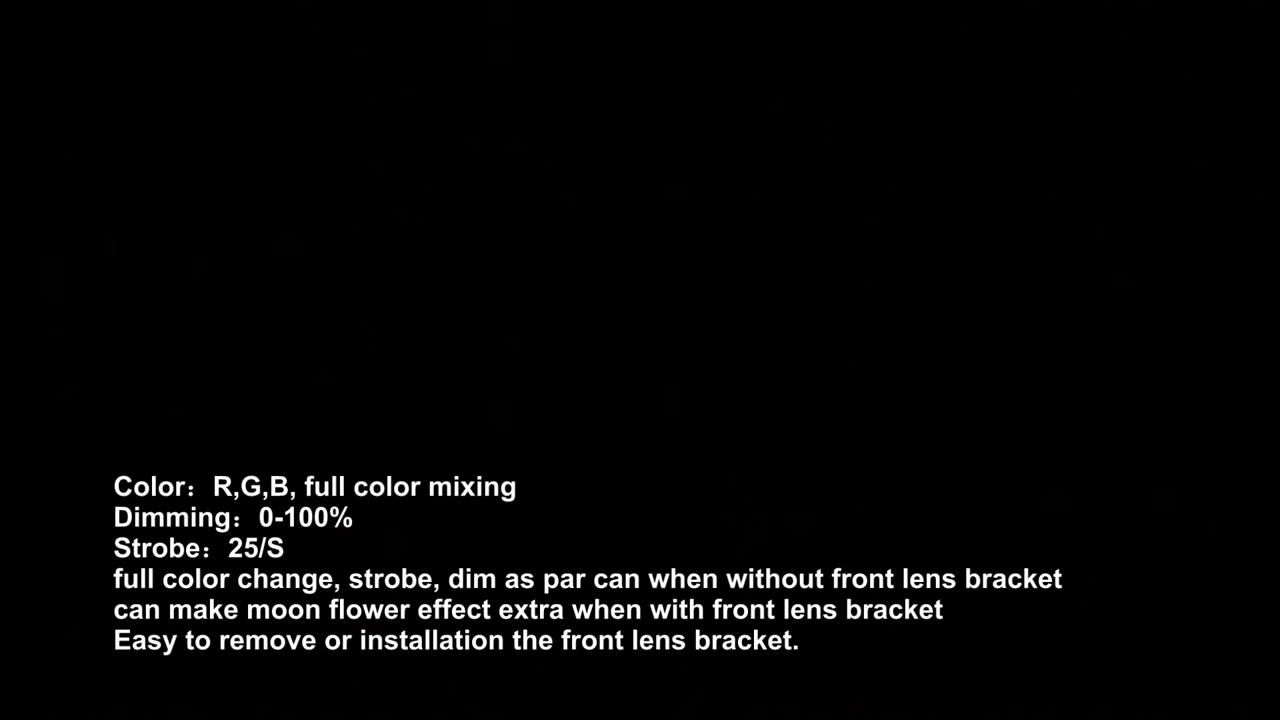 Color：R,G,B, full color mixing
Dimming：0-100%
Strobe：25/S
full color change, strobe, dim as par can when without front lens bracket
can make moon flower effect extra when with front lens bracket
Easy to remove or installation the front lens bracket.